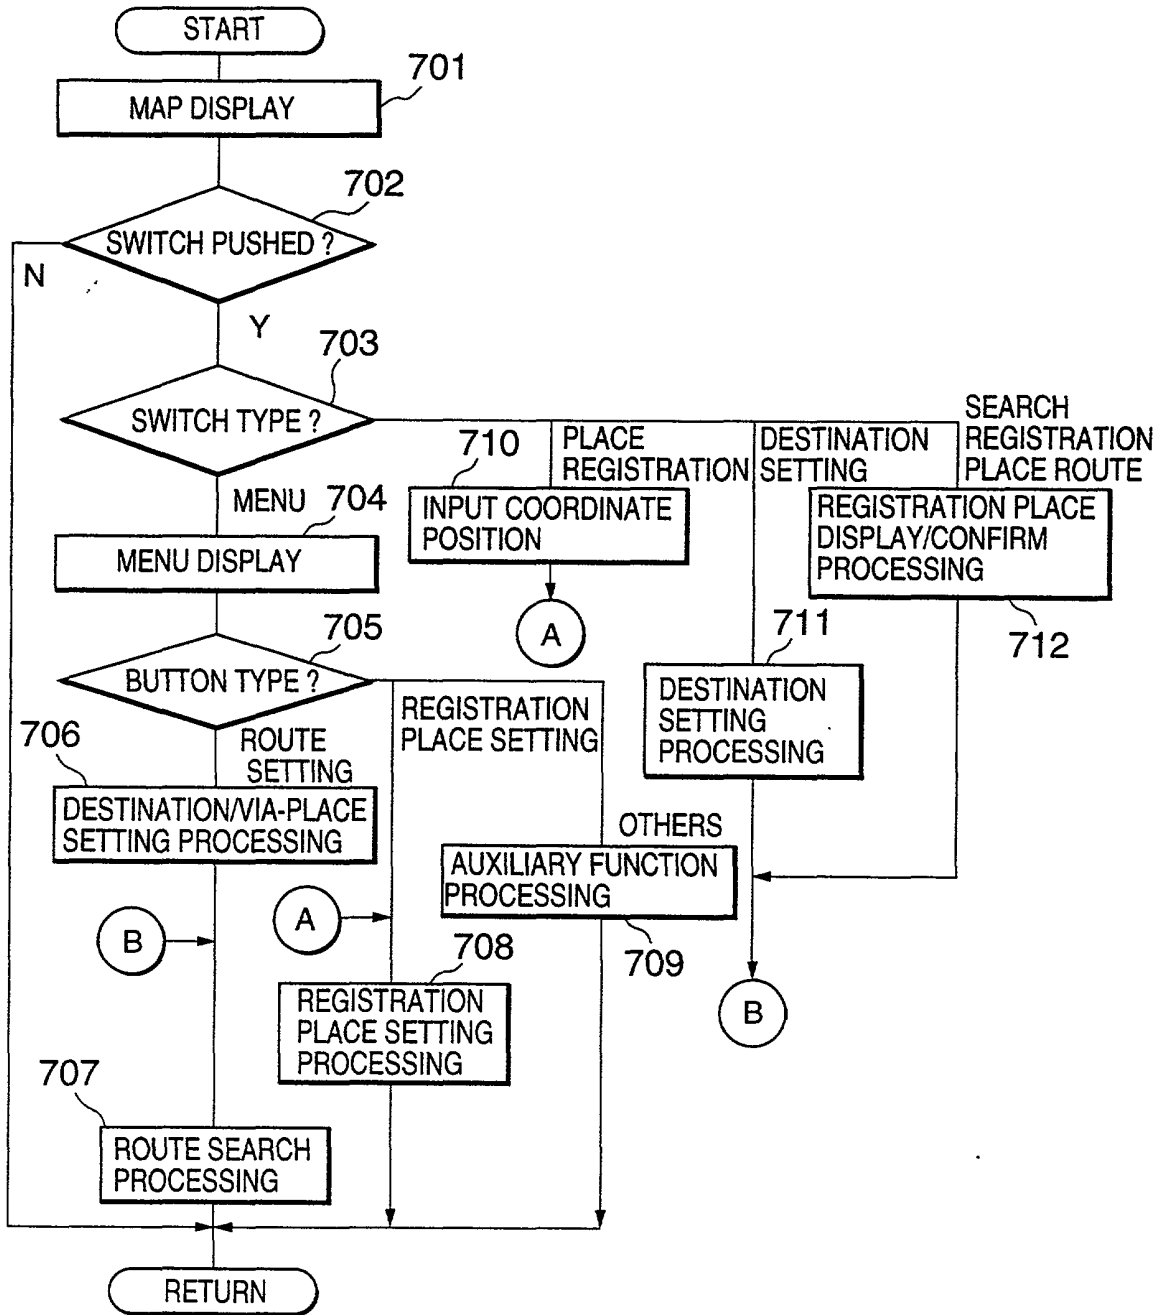 START
701
MAP DISPLAY
702
SWITCH PUSHED ?
N
Y
703
SWITCH TYPE ?
MENU
704
MENU DISPLAY
705
BUTTON TYPE ?
ROUTE
SETTING
706
DESTINATION/VIA-PLACE
SETTING PROCESSING
B
707
ROUTE SEARCH
PROCESSING
RETURN
REGISTRATION
PLACE SETTING
A
708
REGISTRATION
PLACE SETTING
PROCESSING
OTHERS
AUXILIARY FUNCTION
PROCESSING
709
PLACE
REGISTRATION
710
INPUT COORDINATE
POSITION
A
DESTINATION
SETTING
711
DESTINATION
SETTING
PROCESSING
B
SEARCH
REGISTRATION
PLACE ROUTE
REGISTRATION PLACE
DISPLAY/CONFIRM
PROCESSING
712